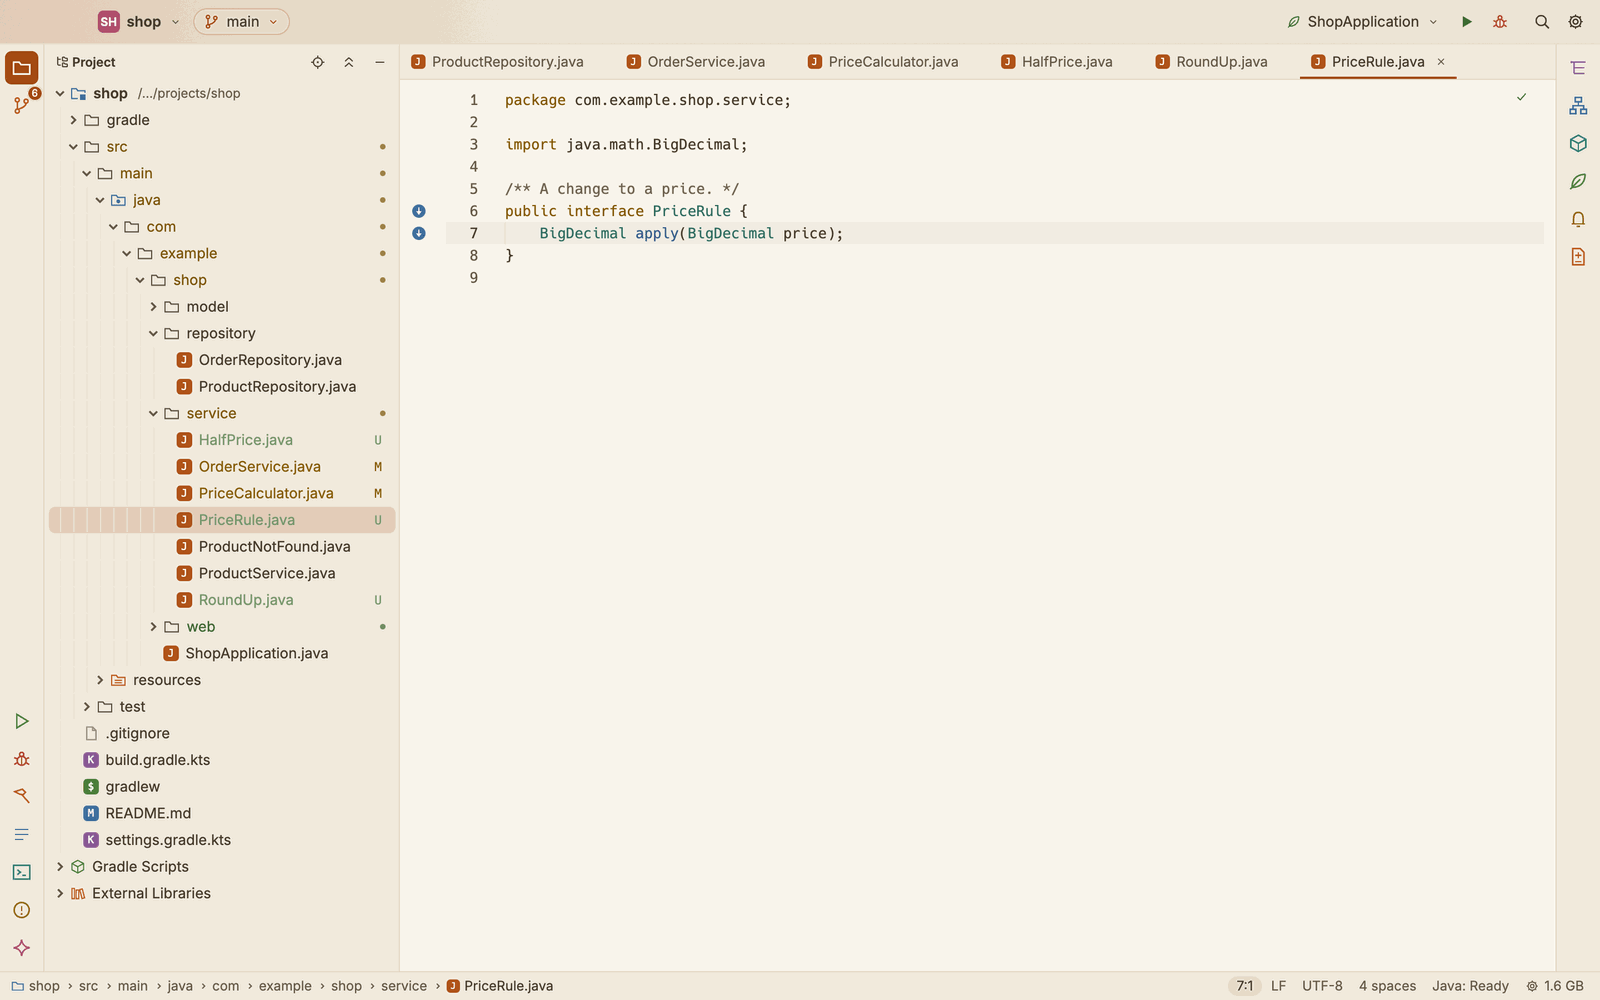 SH shop main ShopApplication
Project
ProductRepository.java OrderService.java PriceCalculator.java HalfPrice.java RoundUp.java PriceRule.java ×
6
shop /.../projects/shop
gradle
src
main
java
com
example
shop
model
repository
OrderRepository.java
ProductRepository.java
service
HalfPrice.java U
OrderService.java M
PriceCalculator.java M
PriceRule.java U
ProductNotFound.java
ProductService.java
RoundUp.java U
web
ShopApplication.java
resources
test
.gitignore
build.gradle.kts
gradlew
README.md
settings.gradle.kts
Gradle Scripts
External Libraries
1 package com.example.shop.service;
2
3 import java.math.BigDecimal;
4
5 /** A change to a price. */
6 public interface PriceRule {
7 BigDecimal apply(BigDecimal price);
8 }
9
shop › src › main › java › com › example › shop › service › PriceRule.java
7:1 LF UTF-8 4 spaces Java: Ready 1.6 GB